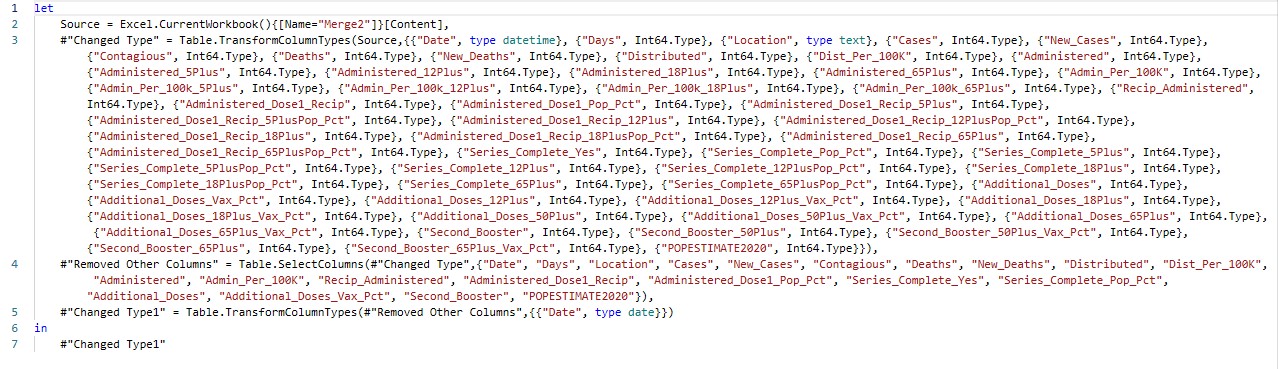 1 let
2 Source = Excel.CurrentWorkbook(){[Name="Merge2"]}[Content],
3 #"Changed Type" = Table.TransformColumnTypes(Source,{{"Date", type datetime}, {"Days", Int64.Type}, {"Location", type text}, {"Cases", Int64.Type}, {"New_Cases", Int64.Type},
{"Contagious", Int64.Type}, {"Deaths", Int64.Type}, {"New_Deaths", Int64.Type}, {"Distributed", Int64.Type}, {"Dist_Per_100K", Int64.Type}, {"Administered", Int64.Type},
{"Administered_5Plus", Int64.Type}, {"Administered_12Plus", Int64.Type}, {"Administered_18Plus", Int64.Type}, {"Administered_65Plus", Int64.Type}, {"Admin_Per_100K", Int64.Type},
{"Admin_Per_100k_5Plus", Int64.Type}, {"Admin_Per_100k_12Plus", Int64.Type}, {"Admin_Per_100k_18Plus", Int64.Type}, {"Admin_Per_100k_65Plus", Int64.Type}, {"Recip_Administered",
Int64.Type}, {"Administered_Dose1_Recip", Int64.Type}, {"Administered_Dose1_Pop_Pct", Int64.Type}, {"Administered_Dose1_Recip_5Plus", Int64.Type},
{"Administered_Dose1_Recip_5PlusPop_Pct", Int64.Type}, {"Administered_Dose1_Recip_12Plus", Int64.Type}, {"Administered_Dose1_Recip_12PlusPop_Pct", Int64.Type},
{"Administered_Dose1_Recip_18Plus", Int64.Type}, {"Administered_Dose1_Recip_18PlusPop_Pct", Int64.Type}, {"Administered_Dose1_Recip_65Plus", Int64.Type},
{"Administered_Dose1_Recip_65PlusPop_Pct", Int64.Type}, {"Series_Complete_Yes", Int64.Type}, {"Series_Complete_Pop_Pct", Int64.Type}, {"Series_Complete_5Plus", Int64.Type},
{"Series_Complete_5PlusPop_Pct", Int64.Type}, {"Series_Complete_12Plus", Int64.Type}, {"Series_Complete_12PlusPop_Pct", Int64.Type}, {"Series_Complete_18Plus", Int64.Type},
{"Series_Complete_18PlusPop_Pct", Int64.Type}, {"Series_Complete_65Plus", Int64.Type}, {"Series_Complete_65PlusPop_Pct", Int64.Type}, {"Additional_Doses", Int64.Type},
{"Additional_Doses_Vax_Pct", Int64.Type}, {"Additional_Doses_12Plus", Int64.Type}, {"Additional_Doses_12Plus_Vax_Pct", Int64.Type}, {"Additional_Doses_18Plus", Int64.Type},
{"Additional_Doses_18Plus_Vax_Pct", Int64.Type}, {"Additional_Doses_50Plus", Int64.Type}, {"Additional_Doses_50Plus_Vax_Pct", Int64.Type}, {"Additional_Doses_65Plus", Int64.Type},
{"Additional_Doses_65Plus_Vax_Pct", Int64.Type}, {"Second_Booster", Int64.Type}, {"Second_Booster_50Plus", Int64.Type}, {"Second_Booster_50Plus_Vax_Pct", Int64.Type},
{"Second_Booster_65Plus", Int64.Type}, {"Second_Booster_65Plus_Vax_Pct", Int64.Type}, {"POPESTIMATE2020", Int64.Type}}),
4 #"Removed Other Columns" = Table.SelectColumns(#"Changed Type",{"Date", "Days", "Location", "Cases", "New_Cases", "Contagious", "Deaths", "New_Deaths", "Distributed", "Dist_Per_100K",
"Administered", "Admin_Per_100K", "Recip_Administered", "Administered_Dose1_Recip", "Administered_Dose1_Pop_Pct", "Series_Complete_Yes", "Series_Complete_Pop_Pct",
"Additional_Doses", "Additional_Doses_Vax_Pct", "Second_Booster", "POPESTIMATE2020"}),
5 #"Changed Type1" = Table.TransformColumnTypes(#"Removed Other Columns",{{"Date", type date}})
6 in
7 #"Changed Type1"